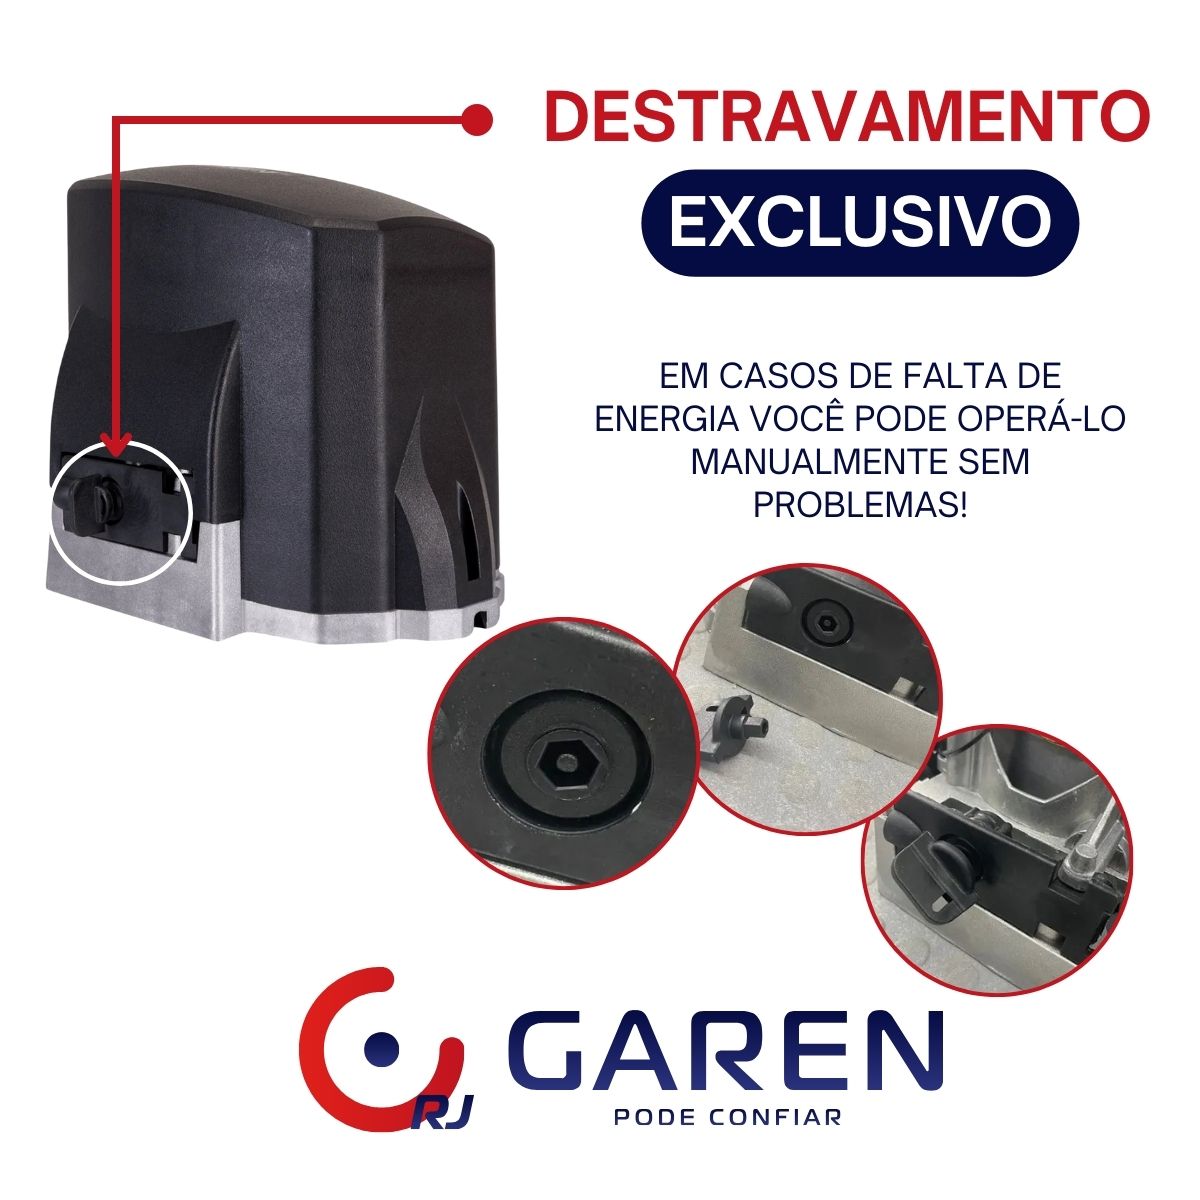 DESTRAVAMENTO
EXCLUSIVO
EM CASOS DE FALTA DE
ENERGIA VOCÊ PODE OPERÁ-LO
MANUALMENTE SEM
PROBLEMAS!
RJ
GAREN
PODE CONFIAR